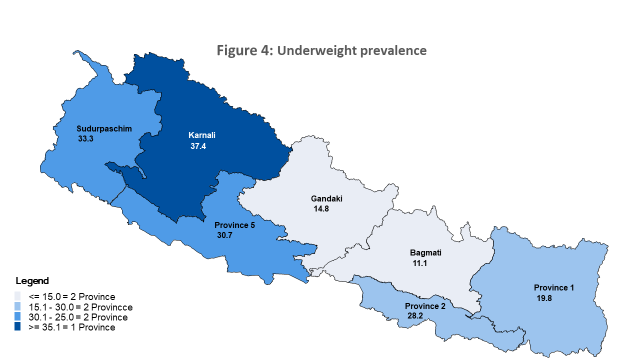 Figure 4: Underweight prevalence
Sudurpaschim
33.3
Karnali
37.4
Gandaki
14.8
Province 5
30.7
Bagmati
11.1
Province 1
19.8
Province 2
28.2
Legend
<= 15.0 = 2 Province
15.1 - 30.0 = 2 Provincce
30.1 - 25.0 = 2 Province
>= 35.1 = 1 Province